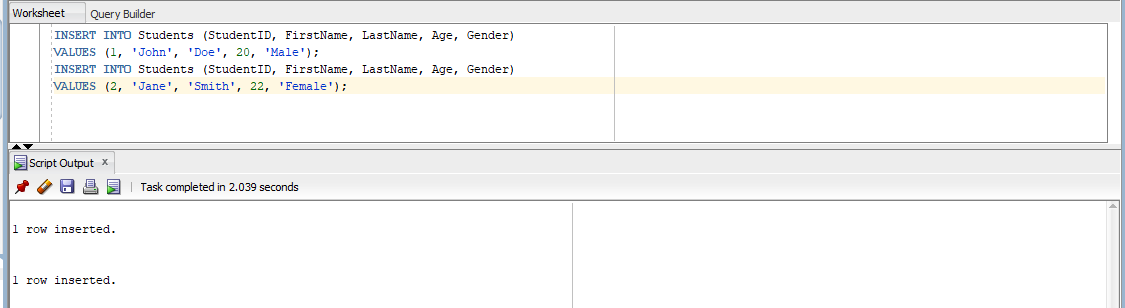 Worksheet Query Builder
INSERT INTO Students (StudentID, FirstName, LastName, Age, Gender)
VALUES (1, 'John', 'Doe', 20, 'Male');
INSERT INTO Students (StudentID, FirstName, LastName, Age, Gender)
VALUES (2, 'Jane', 'Smith', 22, 'Female');
Script Output x
Task completed in 2.039 seconds
1 row inserted.
1 row inserted.